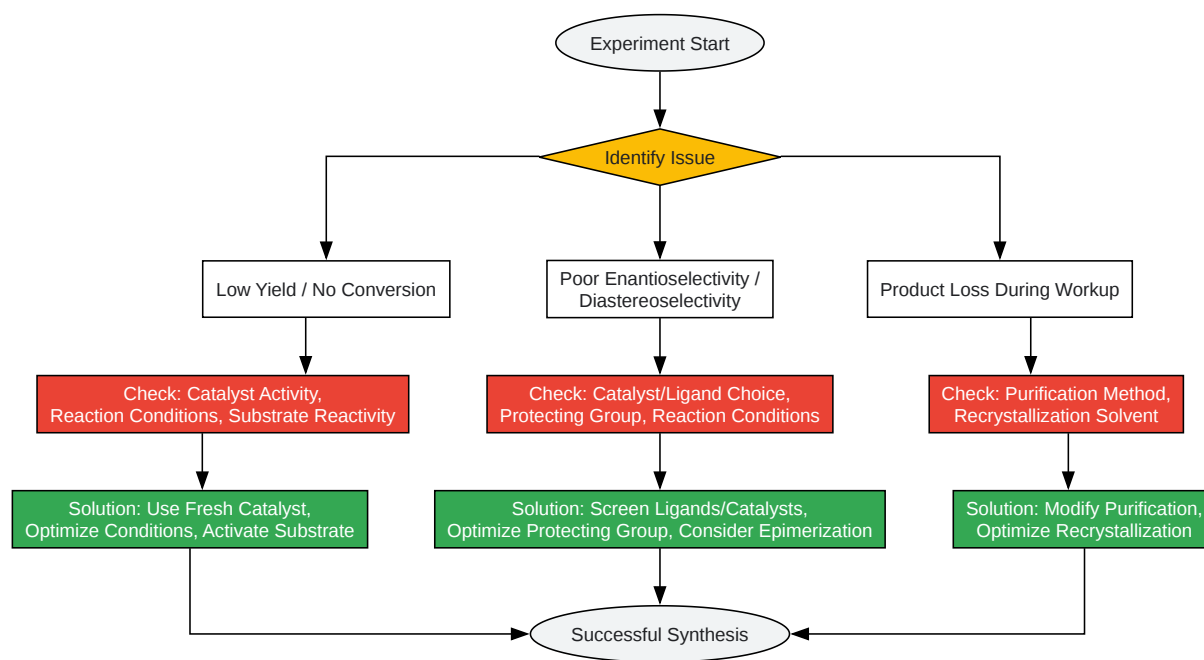 Experiment Start
Identify Issue
Low Yield / No Conversion
Poor Enantioselectivity /
Diastereoselectivity
Product Loss During Workup
Check: Catalyst Activity,
Reaction Conditions, Substrate Reactivity
Check: Catalyst/Ligand Choice,
Protecting Group, Reaction Conditions
Check: Purification Method,
Recrystallization Solvent
Solution: Use Fresh Catalyst,
Optimize Conditions, Activate Substrate
Solution: Screen Ligands/Catalysts,
Optimize Protecting Group, Consider Epimerization
Solution: Modify Purification,
Optimize Recrystallization
Successful Synthesis